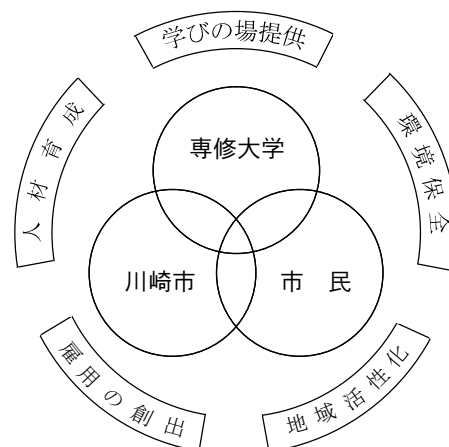 学びの場提供
人材育成
環境保全
専修大学
川崎市
市　民
雇用の創出
地域活性化